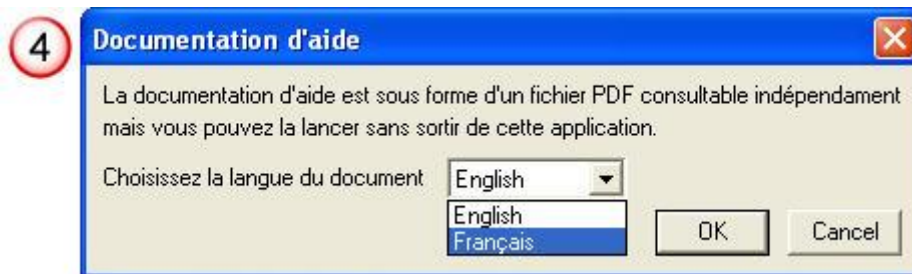 4
Documentation d'aide
La documentation d'aide est sous forme d'un fichier PDF consultable indépendament
mais vous pouvez la lancer sans sortir de cette application.
Choisissez la langue du document English
English
Français
OK Cancel